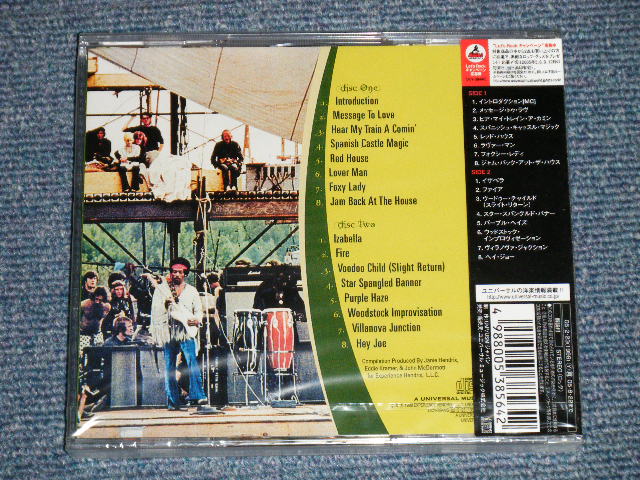 disc One
1. Introduction
2. Message To Love
3. Hear My Train A Comin'
4. Spanish Castle Magic
5. Red House
6. Lover Man
7. Foxy Lady
8. Jam Back At The House
disc Two
1. Izabella
2. Fire
3. Voodoo Child (Slight Return)
4. Star Spangled Banner
5. Purple Haze
6. Woodstock Improvisation
7. Villanova Junction
8. Hey Joe
Compilation Produced By Janie Hendrix,
Eddie Kramer, & John McDermott
for Experience Hendrix, L.L.C.
A UNIVERSAL MUSIC
SIDE 1
1. イントロダクション[MC]
2. メッセージ・トゥ・ラヴ
3. ヒア・マイ・トレイン・ア・カミン
4. スパニッシュ・キャッスル・マジック
5. レッド・ハウス
6. ラヴァー・マン
7. フォクシー・レディ
8. ジャム・バック・アット・ザ・ハウス
SIDE 2
1. イザベラ
2. ファイア
3. ヴードゥー・チャイルド
(スライト・リターン)
4. スター・スパングルド・バナー
5. パープル・ヘイズ
6. ウッドストック・
インプロヴィゼーション
7. ヴィラノヴァ・ジャクション
8. ヘイ・ジョー
ユニバーサルの洋楽情報満載!!
http://www.universal-music.co.jp/
4 988005 385642